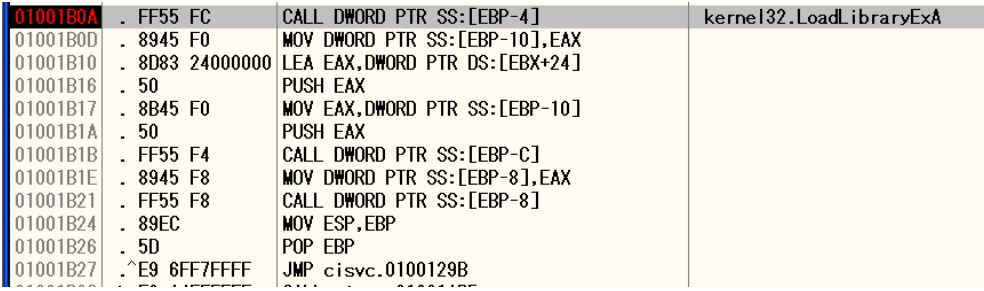 01001B0A . FF55 FC CALL DWORD PTR SS:[EBP-4] kernel32.LoadLibraryExA
01001B0D . 8945 F0 MOV DWORD PTR SS:[EBP-10],EAX
01001B10 . 8D83 24000000 LEA EAX,DWORD PTR DS:[EBX+24]
01001B16 . 50 PUSH EAX
01001B17 . 8B45 F0 MOV EAX,DWORD PTR SS:[EBP-10]
01001B1A . 50 PUSH EAX
01001B1B . FF55 F4 CALL DWORD PTR SS:[EBP-C]
01001B1E . 8945 F8 MOV DWORD PTR SS:[EBP-8],EAX
01001B21 . FF55 F8 CALL DWORD PTR SS:[EBP-8]
01001B24 . 89EC MOV ESP,EBP
01001B26 . 5D POP EBP
01001B27 .^E9 6FF7FFFF JMP cisvc.0100129B